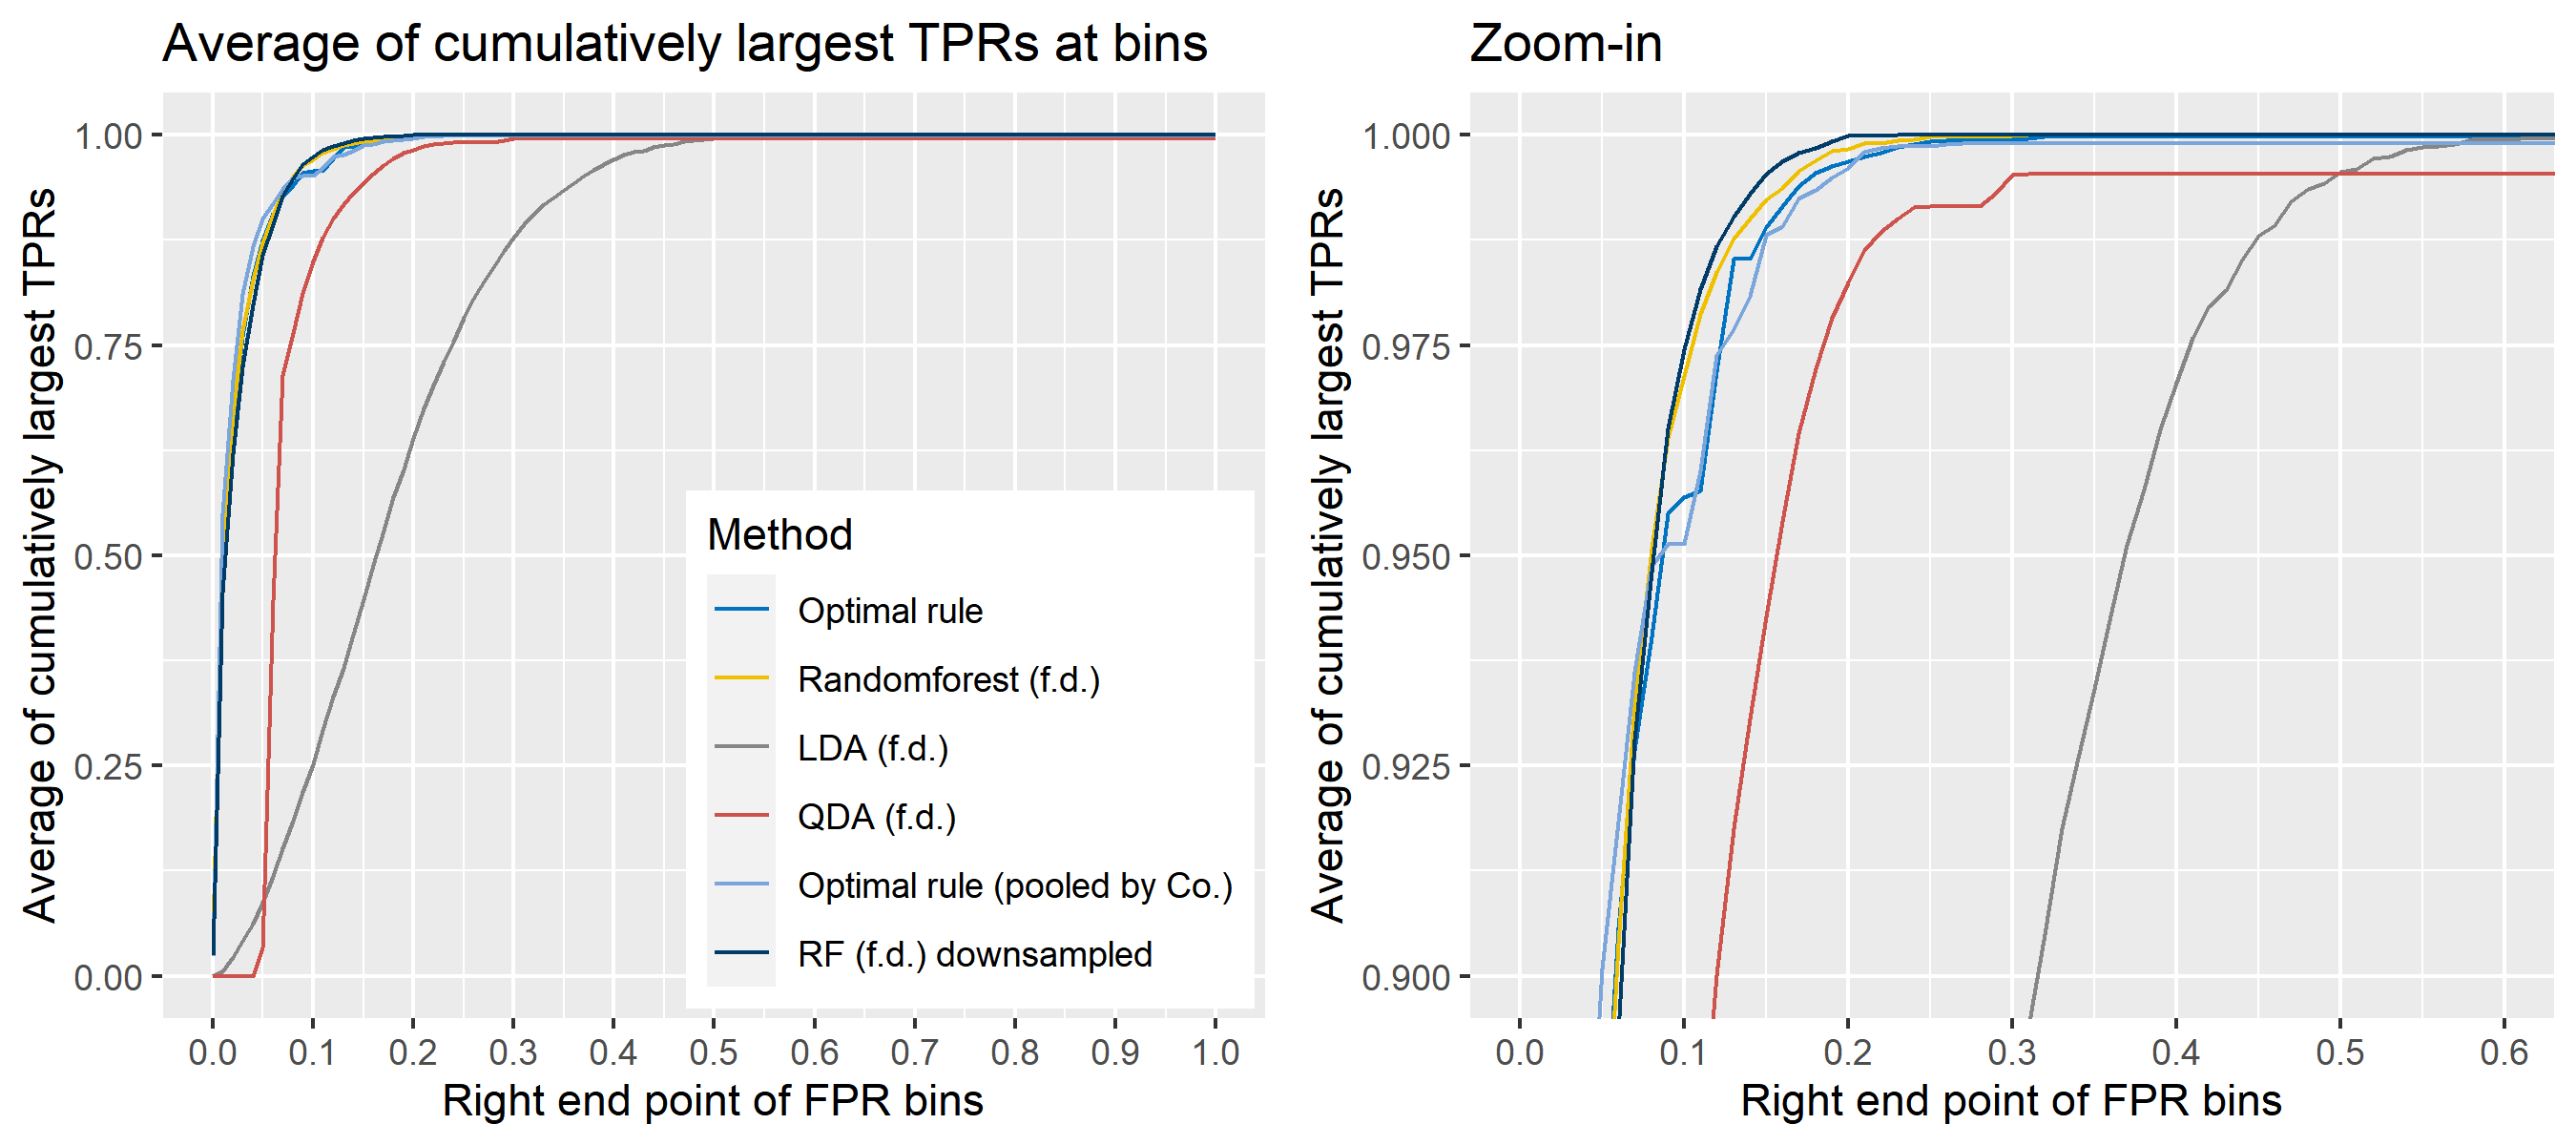 Average of cumulatively largest TPRs at bins
Average of cumulatively largest TPRs
1.00
0.75
0.50
0.25
0.00
0.0 0.1 0.2 0.3 0.4 0.5 0.6 0.7 0.8 0.9 1.0
Right end point of FPR bins
Method
Optimal rule
Randomforest (f.d.)
LDA (f.d.)
QDA (f.d.)
Optimal rule (pooled by Co.)
RF (f.d.) downsampled
Zoom-in
Average of cumulatively largest TPRs
1.000
0.975
0.950
0.925
0.900
0.0 0.1 0.2 0.3 0.4 0.5 0.6
Right end point of FPR bins